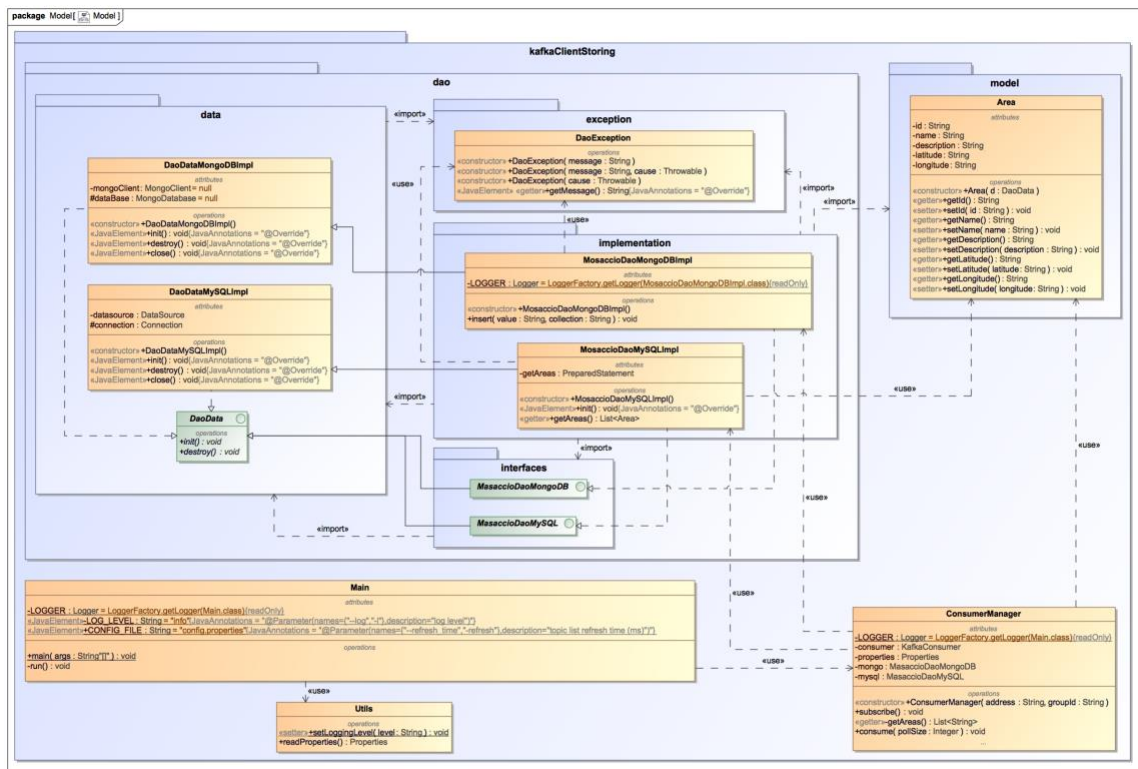 package Model[ Model ]
kafkaClientStoring
dao
data
DaoDataMongoDBImpl
attributes
-mongoClient: MongoClient= null
#dataBase : MongoDatabase = null
operations
«constructor» +DaoDataMongoDBImpl()
«JavaElement» +init() : void{JavaAnnotations = "@Override"}
«JavaElement» +destroy() : void{JavaAnnotations = "@Override"}
«JavaElement» +close() : void{JavaAnnotations = "@Override"}
DaoDataMySQLImpl
attributes
-datasource : DataSource
#connection : Connection
operations
«constructor» +DaoDataMySQLImpl()
«JavaElement» +init() : void{JavaAnnotations = "@Override"}
«JavaElement» +destroy() : void{JavaAnnotations = "@Override"}
«JavaElement» +close() : void{JavaAnnotations = "@Override"}
DaoData
operations
+init() : void
+destroy() : void
«import»
«use»
«import»
«import»
exception
DaoException
operations
«constructor» +DaoException( message : String )
«constructor» +DaoException( message : String, cause : Throwable )
«constructor» +DaoException( cause : Throwable )
«JavaElement» «getter» +getMessage() : String{JavaAnnotations = "@Override"}
«use»
«import»
«import»
implementation
MosaccioDaoMongoDBImpl
attributes
-LOGGER : Logger = LoggerFactory.getLogger(MosaccioDaoMongoDBImpl.class){readOnly}
operations
«constructor» +MosaccioDaoMongoDBImpl()
+insert( value : String, collection : String ) : void
MosaccioDaoMySQLImpl
attributes
-getAreas : PreparedStatement
operations
«constructor» +MosaccioDaoMySQLImpl()
«JavaElement» +init() : void{JavaAnnotations = "@Override"}
«getter» +getAreas() : List<Area>
«import»
interfaces
MasaccioDaoMongoDB
MasaccioDaoMySQL
model
Area
attributes
-id : String
-name : String
-description : String
-latitude : String
-longitude : String
operations
«constructor» +Area( d : DaoData )
«getter» +getId() : String
«setter» +setId( id : String ) : void
«getter» +getName() : String
«setter» +setName( name : String ) : void
«getter» +getDescription() : String
«setter» +setDescription( description : String ) : void
«getter» +getLatitude() : String
«setter» +setLatitude( latitude : String ) : void
«getter» +getLongitude() : String
«setter» +setLongitude( longitude : String ) : void
«use»
«use»
«use»
«use»
Main
attributes
-LOGGER : Logger = LoggerFactory.getLogger(Main.class){readOnly}
«JavaElement» -LOG_LEVEL : String = "info"{JavaAnnotations = "@Parameter(names={"--log","-l"},description="log level")"}
«JavaElement» +CONFIG_FILE : String = "config.properties"{JavaAnnotations = "@Parameter(names={"--refresh_time","-refresh"},description="topic list refresh time (ms)")"}
operations
+main( args : String"[]" ) : void
-run() : void
«use»
«use»
Utils
operations
«setter» +setLoggingLevel( level : String ) : void
+readProperties() : Properties
ConsumerManager
attributes
-LOGGER : Logger = LoggerFactory.getLogger(Main.class){readOnly}
-consumer : KafkaConsumer
-properties : Properties
-mongo : MasaccioDaoMongoDB
-mysql : MasaccioDaoMySQL
operations
«constructor» +ConsumerManager( address : String, groupId : String )
+subscribe() : void
«getter» -getAreas() : List<String>
+consume( pollSize : Integer ) : void
...